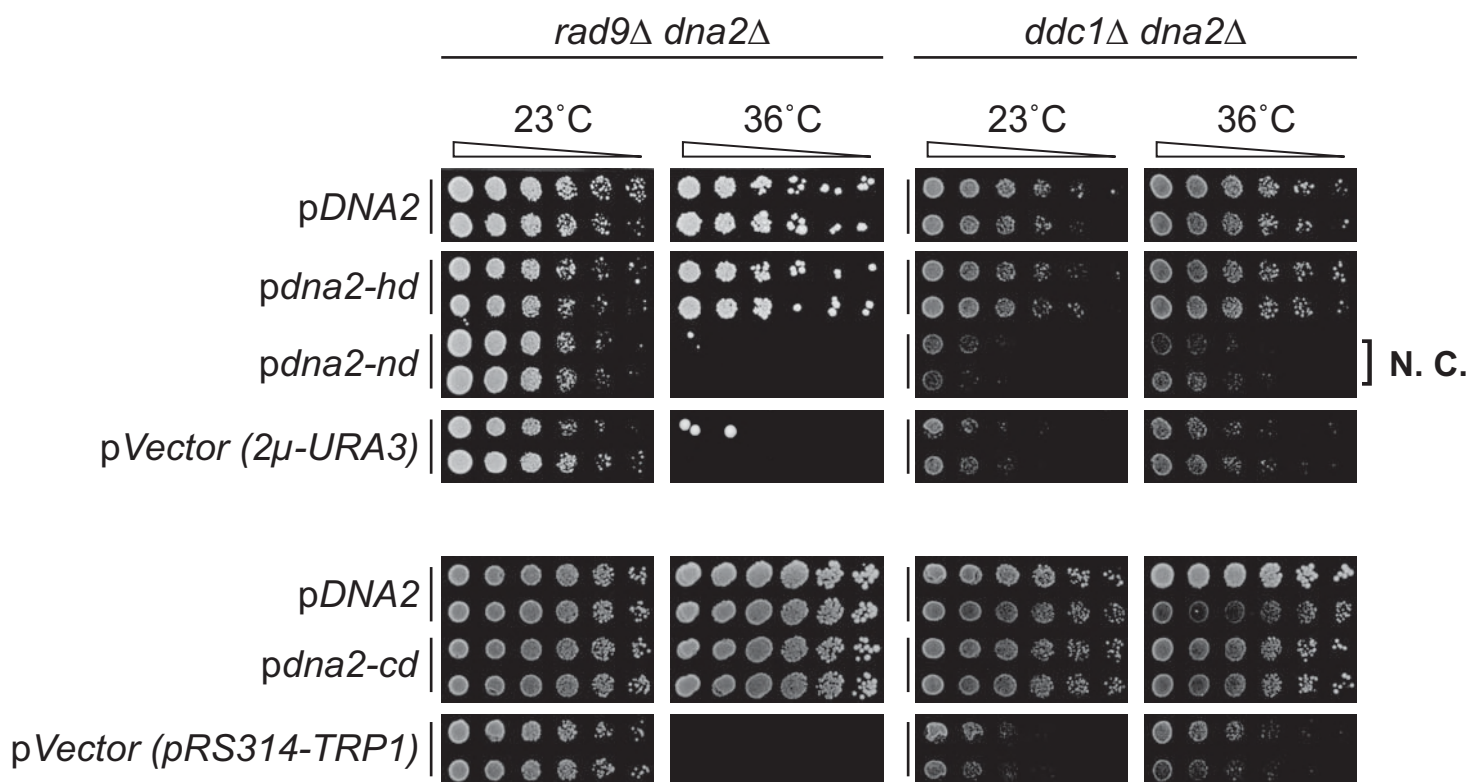 rad9Δ dna2Δ ddc1Δ dna2Δ
23˚C 36˚C 23˚C 36˚C
pDNA2
pdna2-hd
pdna2-nd
N. C.
pVector (2µ-URA3)
pDNA2
pdna2-cd
pVector (pRS314-TRP1)